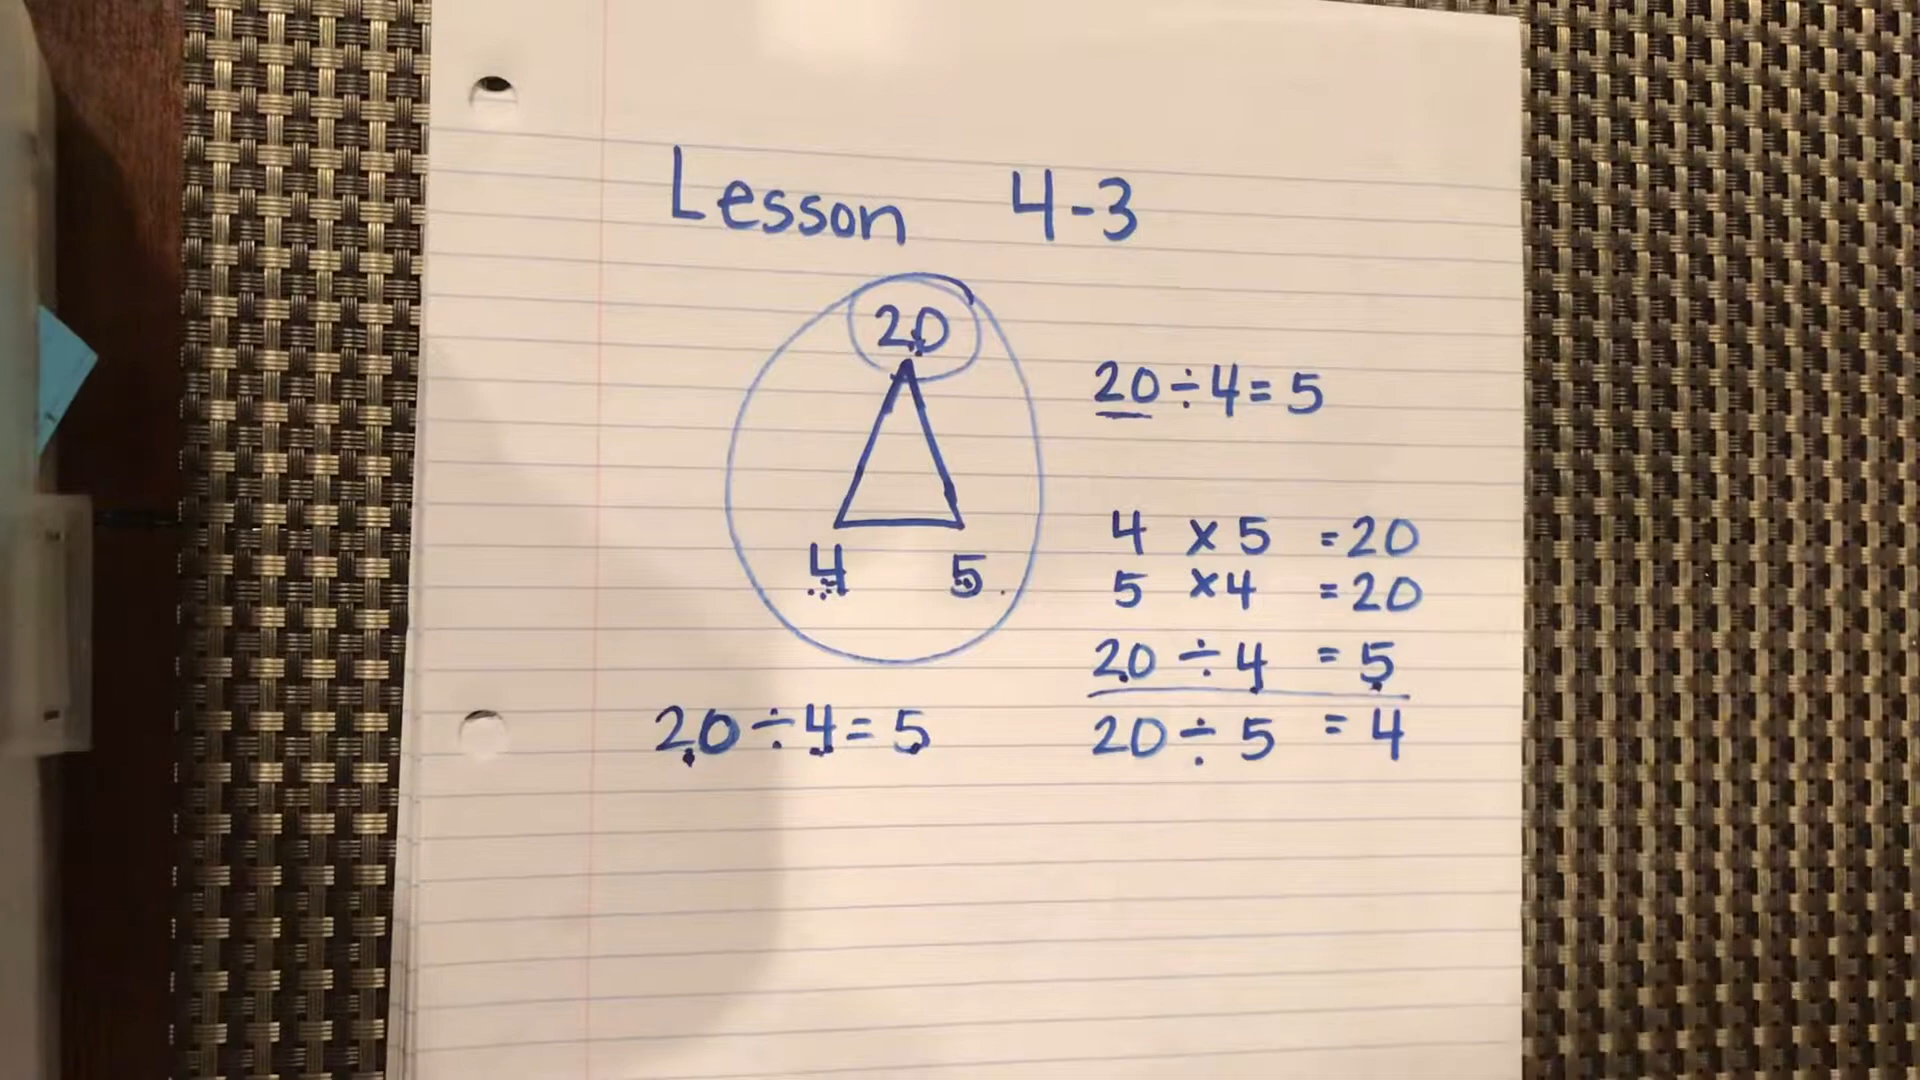 Lesson 4-3
20
4 5
20÷4=5
20÷4=5
4 x 5 =20
5 x4 =20
20 ÷4 = 5
20÷ 5 = 4